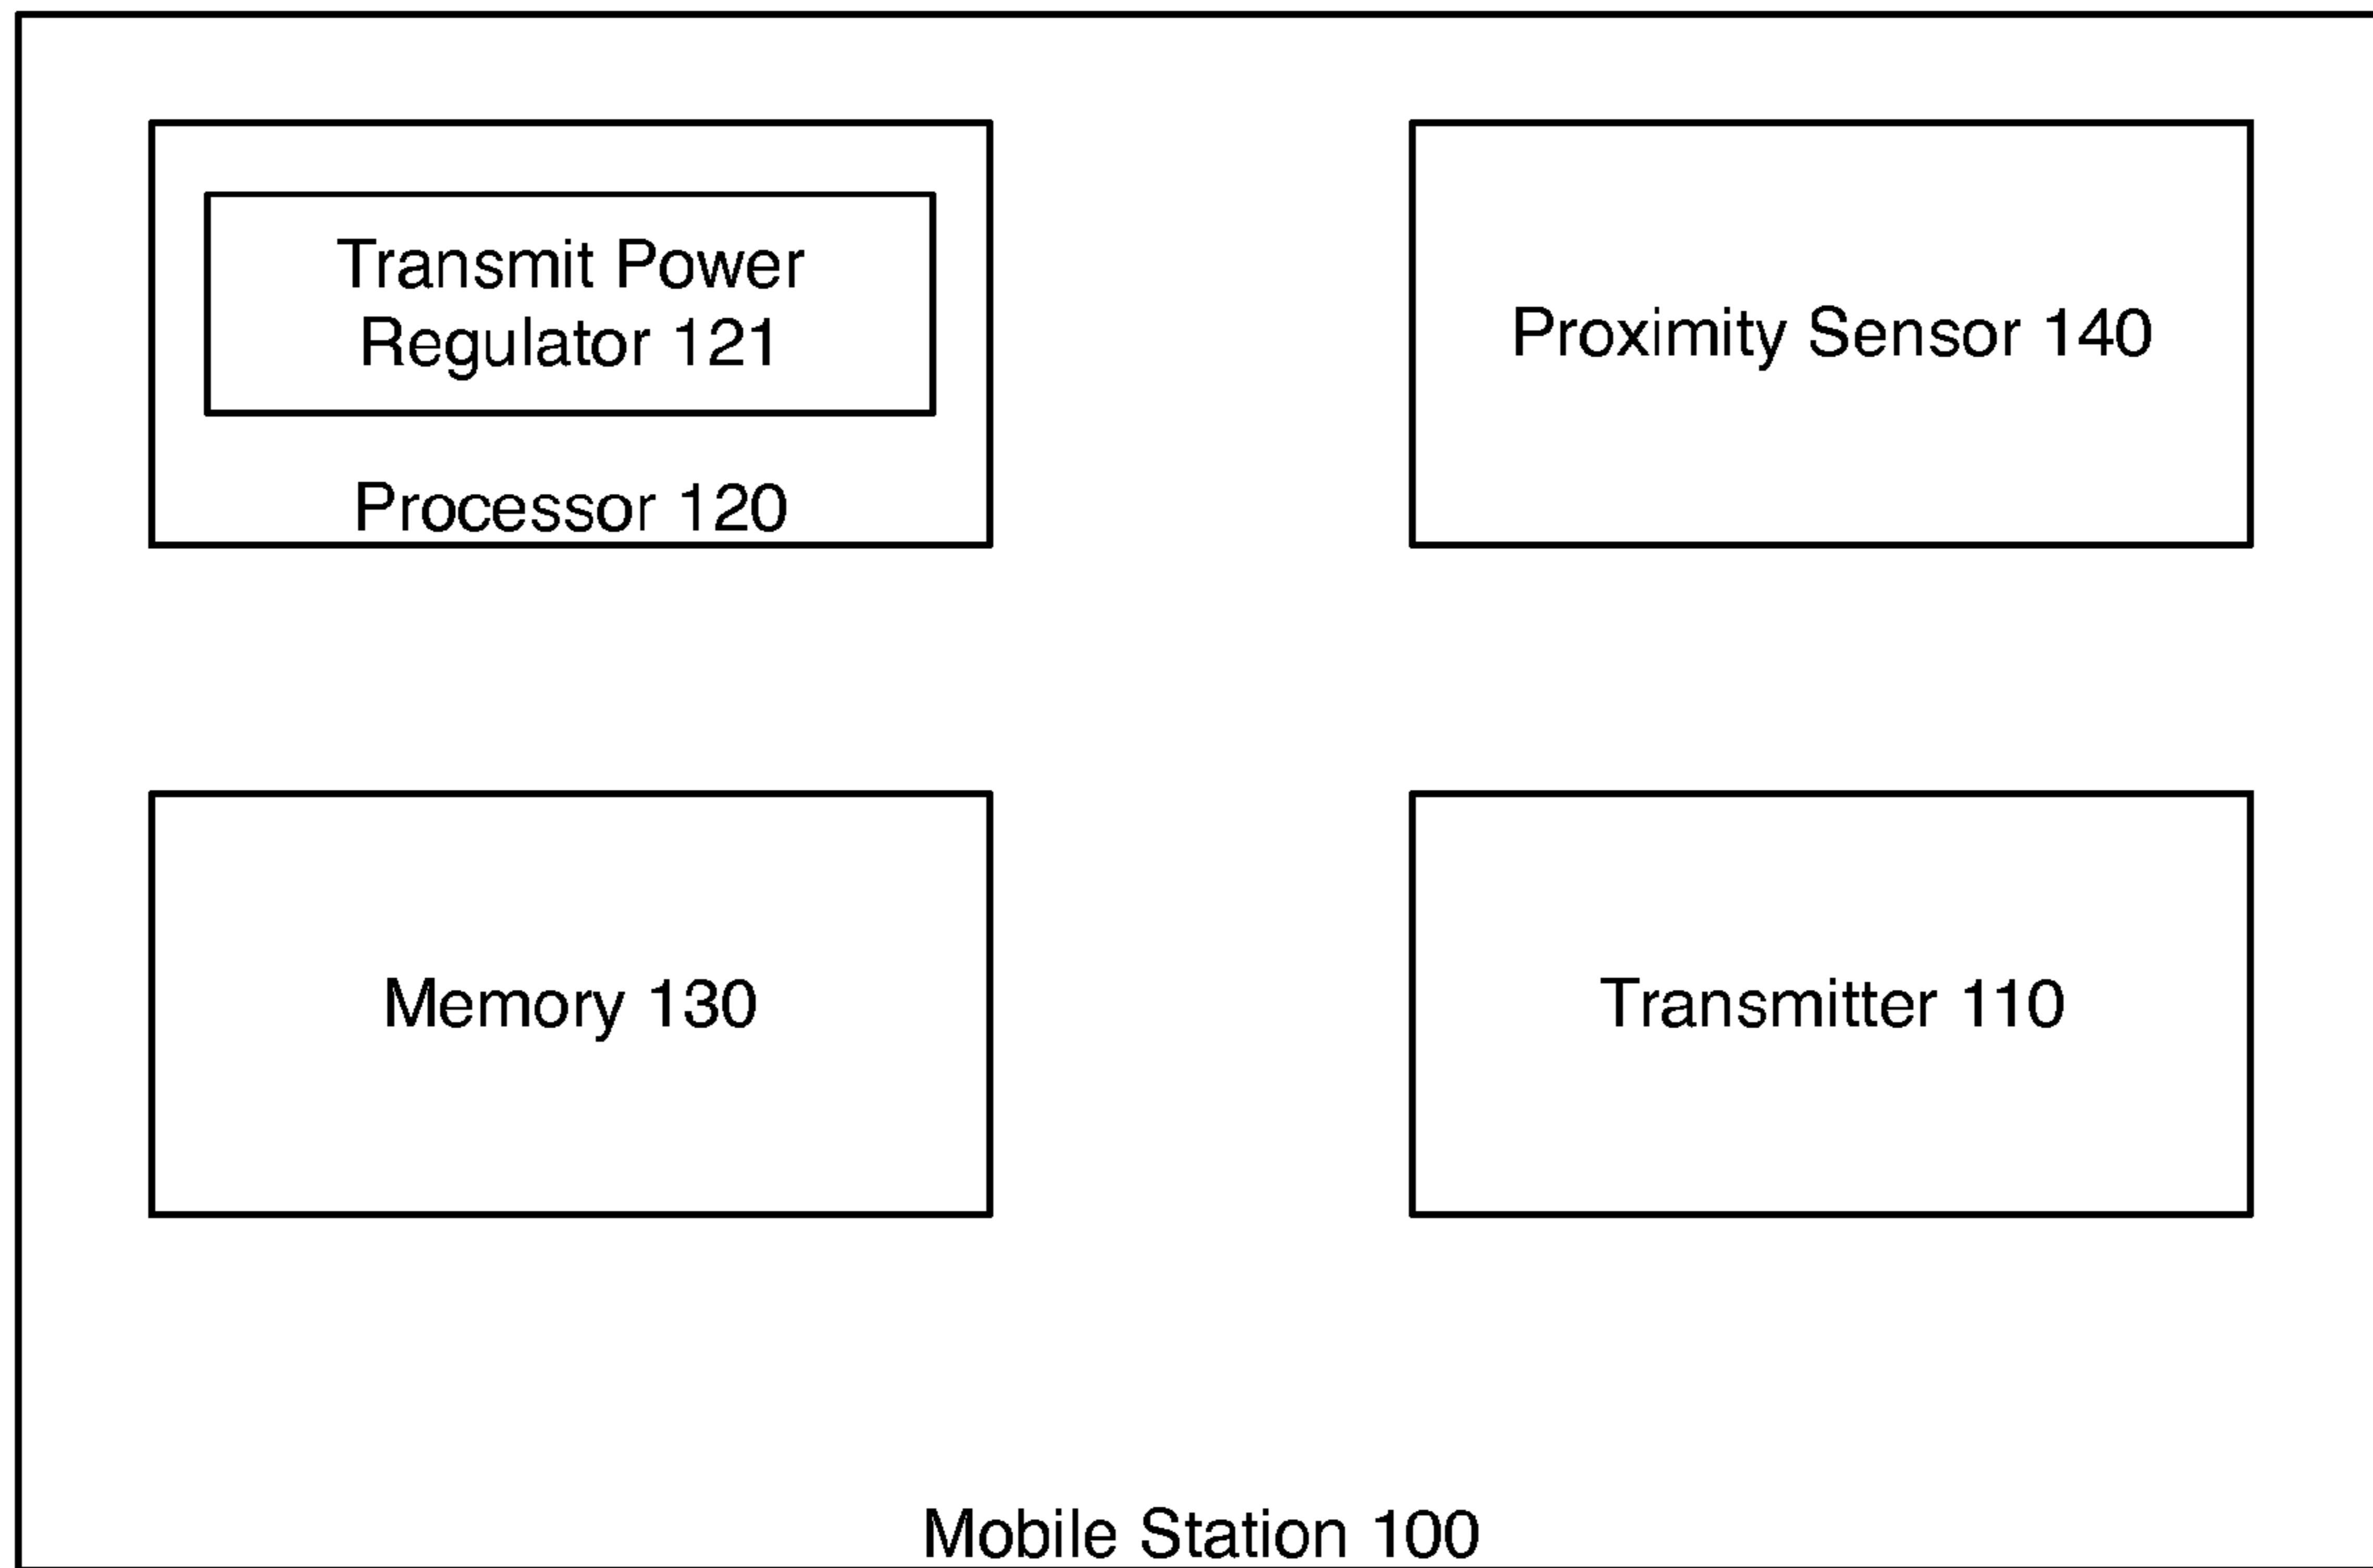 Transmit Power
Regulator 121
Processor 120
Proximity Sensor 140
Memory 130
Transmitter 110
Mobile Station 100